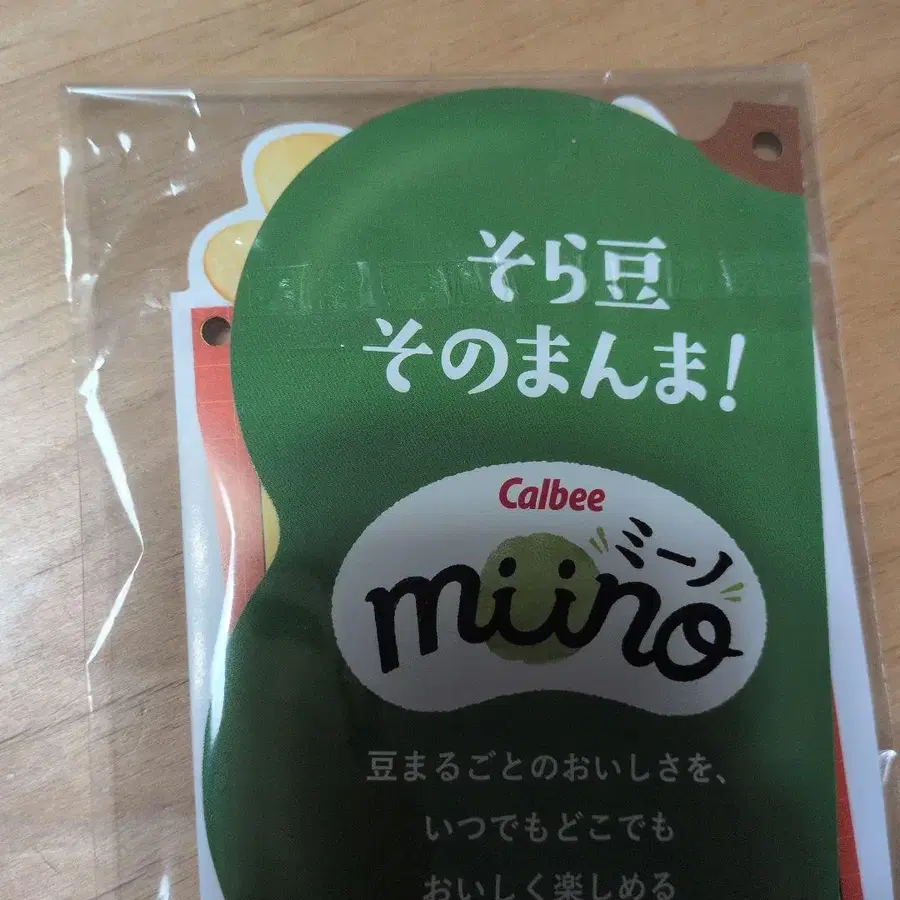 そら豆
そのまんま!
Calbee
ミーノ
miino
豆まるごとのおいしさを、
いつでもどこでも
おいしく楽しめる